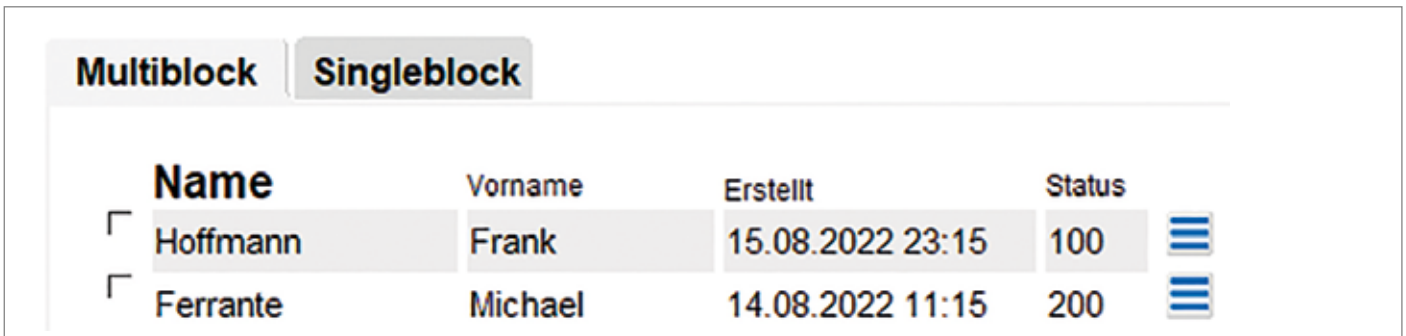 Multiblock Singleblock
Name Vorname Erstellt Status
Hoffmann Frank 15.08.2022 23:15 100
Ferrante Michael 14.08.2022 11:15 200